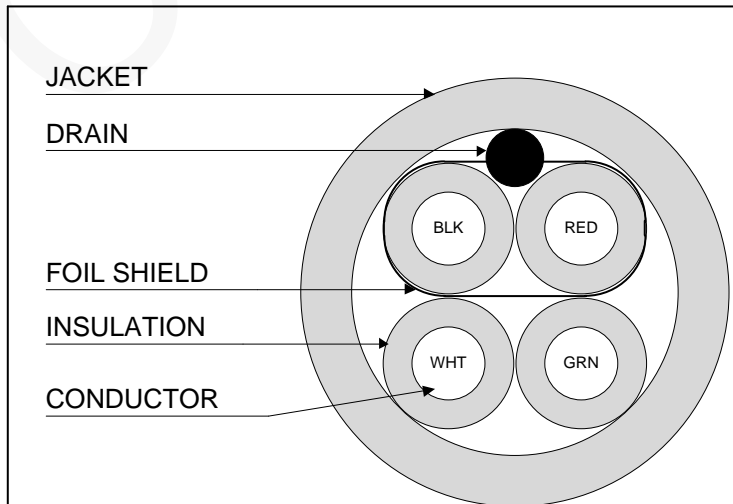 JACKET
DRAIN
BLK RED
FOIL SHIELD
INSULATION
WHT GRN
CONDUCTOR